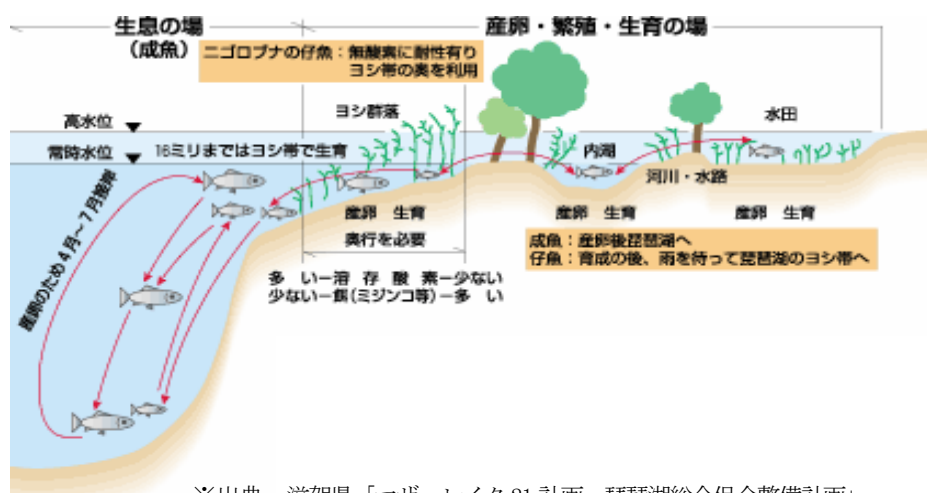 生息の場
(成魚)
産卵・繁殖・生育の場
ニゴロブナの仔魚:無酸素に耐性有り
ヨシ帯の奥を利用
ヨシ群落
水田
高水位
常時水位
16ミリまではヨシ帯で生育
内湖
河川・水路
産卵のため4月~7月接岸
産卵 生育
奥行を必要
産卵 生育
産卵 生育
成魚:産卵後琵琶湖へ
仔魚:育成の後、雨を待って琵琶湖のヨシ帯へ
多 い-溶 存 酸 素-少ない
少ない-餌(ミジンコ等)-多 い